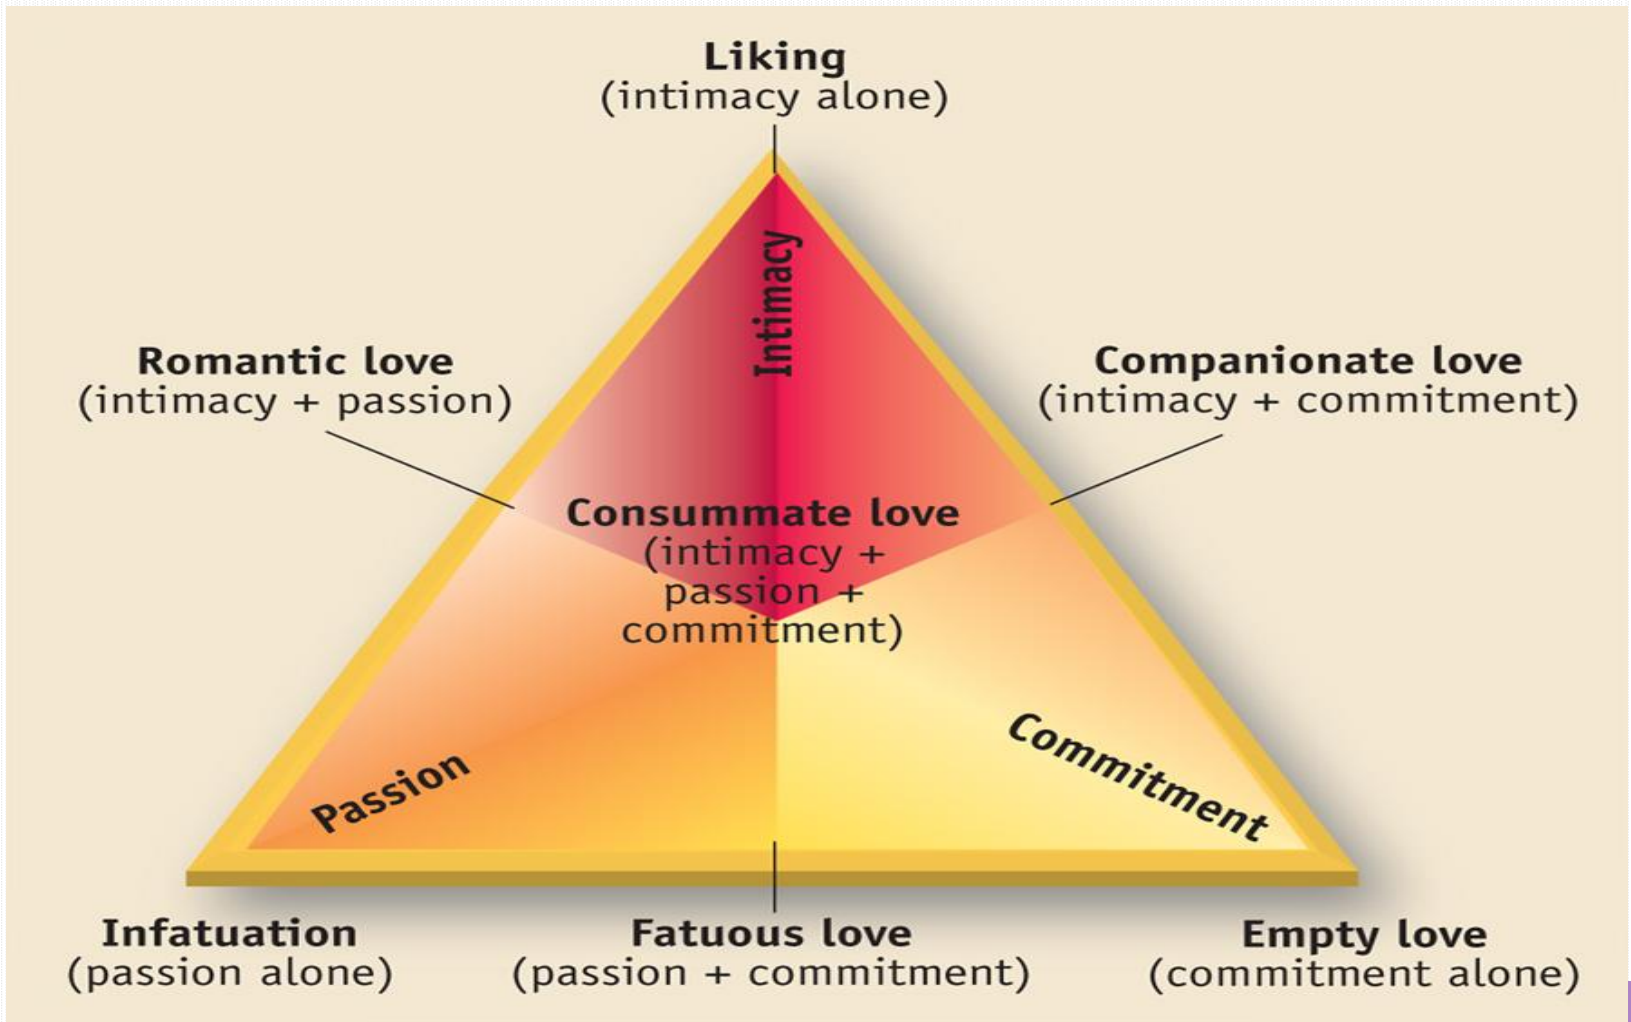 Liking
(intimacy alone)
Intimacy
Romantic love
(intimacy + passion)
Companionate love
(intimacy + commitment)
Consummate love
(intimacy +
passion +
commitment)
Passion
Commitment
Infatuation
(passion alone)
Fatuous love
(passion + commitment)
Empty love
(commitment alone)